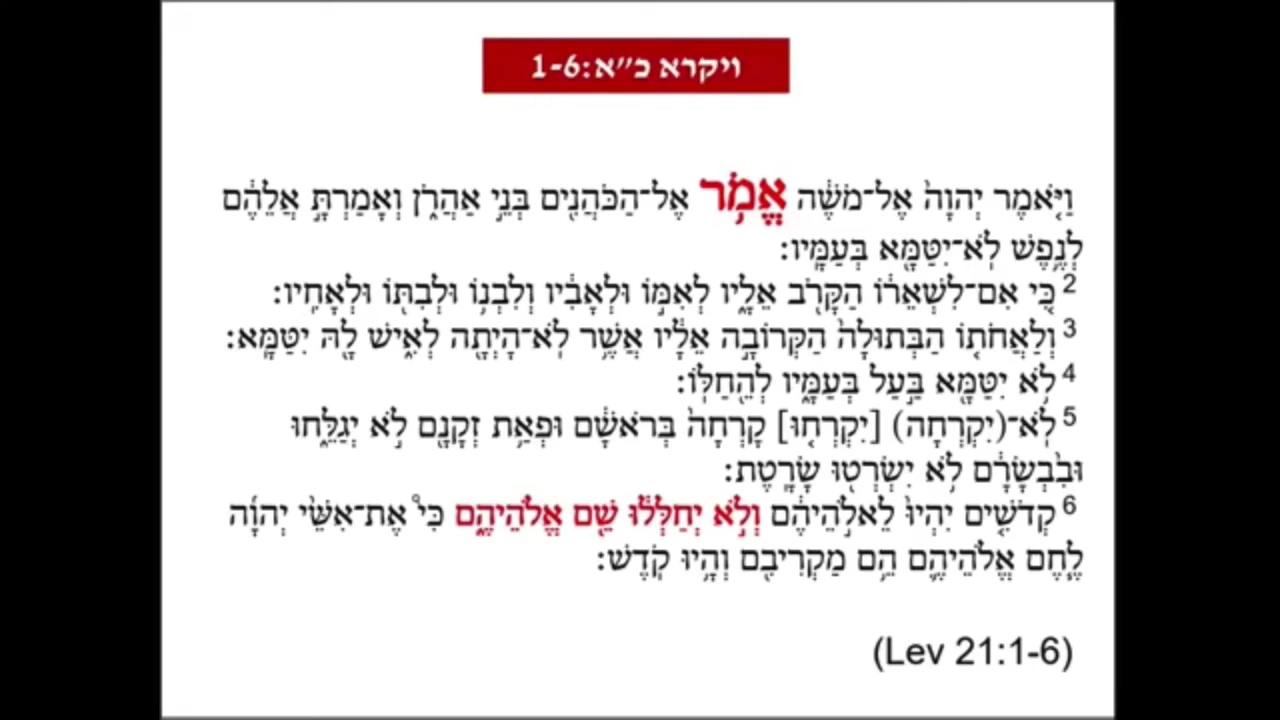 ויקרא כ״א:1-6
וַיֹּ֤אמֶר יְהוָה֙ אֶל־מֹשֶׁ֔ה אֱמֹ֥ר אֶל־הַכֹּהֲנִ֖ים בְּנֵ֣י אַהֲרֹ֑ן וְאָמַרְתָּ֣ אֲלֵהֶ֔ם
לְנֶ֥פֶשׁ לֹֽא־יִטַּמָּ֖א בְּעַמָּֽיו׃
2 כִּ֚י אִם־לִשְׁאֵר֔וֹ הַקָּרֹ֖ב אֵלָ֑יו לְאִמּ֣וֹ וּלְאָבִ֔יו וְלִבְנ֥וֹ וּלְבִתּ֖וֹ וּלְאָחִֽיו׃
3 וְלַאֲחֹת֤וֹ הַבְּתוּלָה֙ הַקְּרוֹבָ֣ה אֵלָ֔יו אֲשֶׁ֥ר לֹֽא־הָיְתָ֖ה לְאִ֑ישׁ לָ֖הּ יִטַּמָּֽא׃
4 לֹ֥א יִטַּמָּ֖א בַּ֣עַל בְּעַמָּ֑יו לְהֵ֖חַלּֽוֹ׃
5 לֹֽא־(יִקְרְחָה) [יִקְרְח֤וּ] קָרְחָה֙ בְּרֹאשָׁ֔ם וּפְאַ֥ת זְקָנָ֖ם לֹ֣א יְגַלֵּ֑חוּ
וּבִ֨בְשָׂרָ֔ם לֹ֥א יִשְׂרְט֖וּ שָׂרָֽטֶת׃
6 קְדֹשִׁ֤ים יִהְיוּ֙ לֵאלֹ֣הֵיהֶ֔ם וְלֹ֣א יְחַלְּל֔וּ שֵׁ֖ם אֱלֹהֵיהֶ֑ם כִּי֩ אֶת־אִשֵּׁ֨י יְהוָ֜ה
לֶ֧חֶם אֱלֹהֵיהֶ֛ם הֵ֥ם מַקְרִיבִ֖ם וְהָ֥יוּ קֹֽדֶשׁ׃
(Lev 21:1-6)